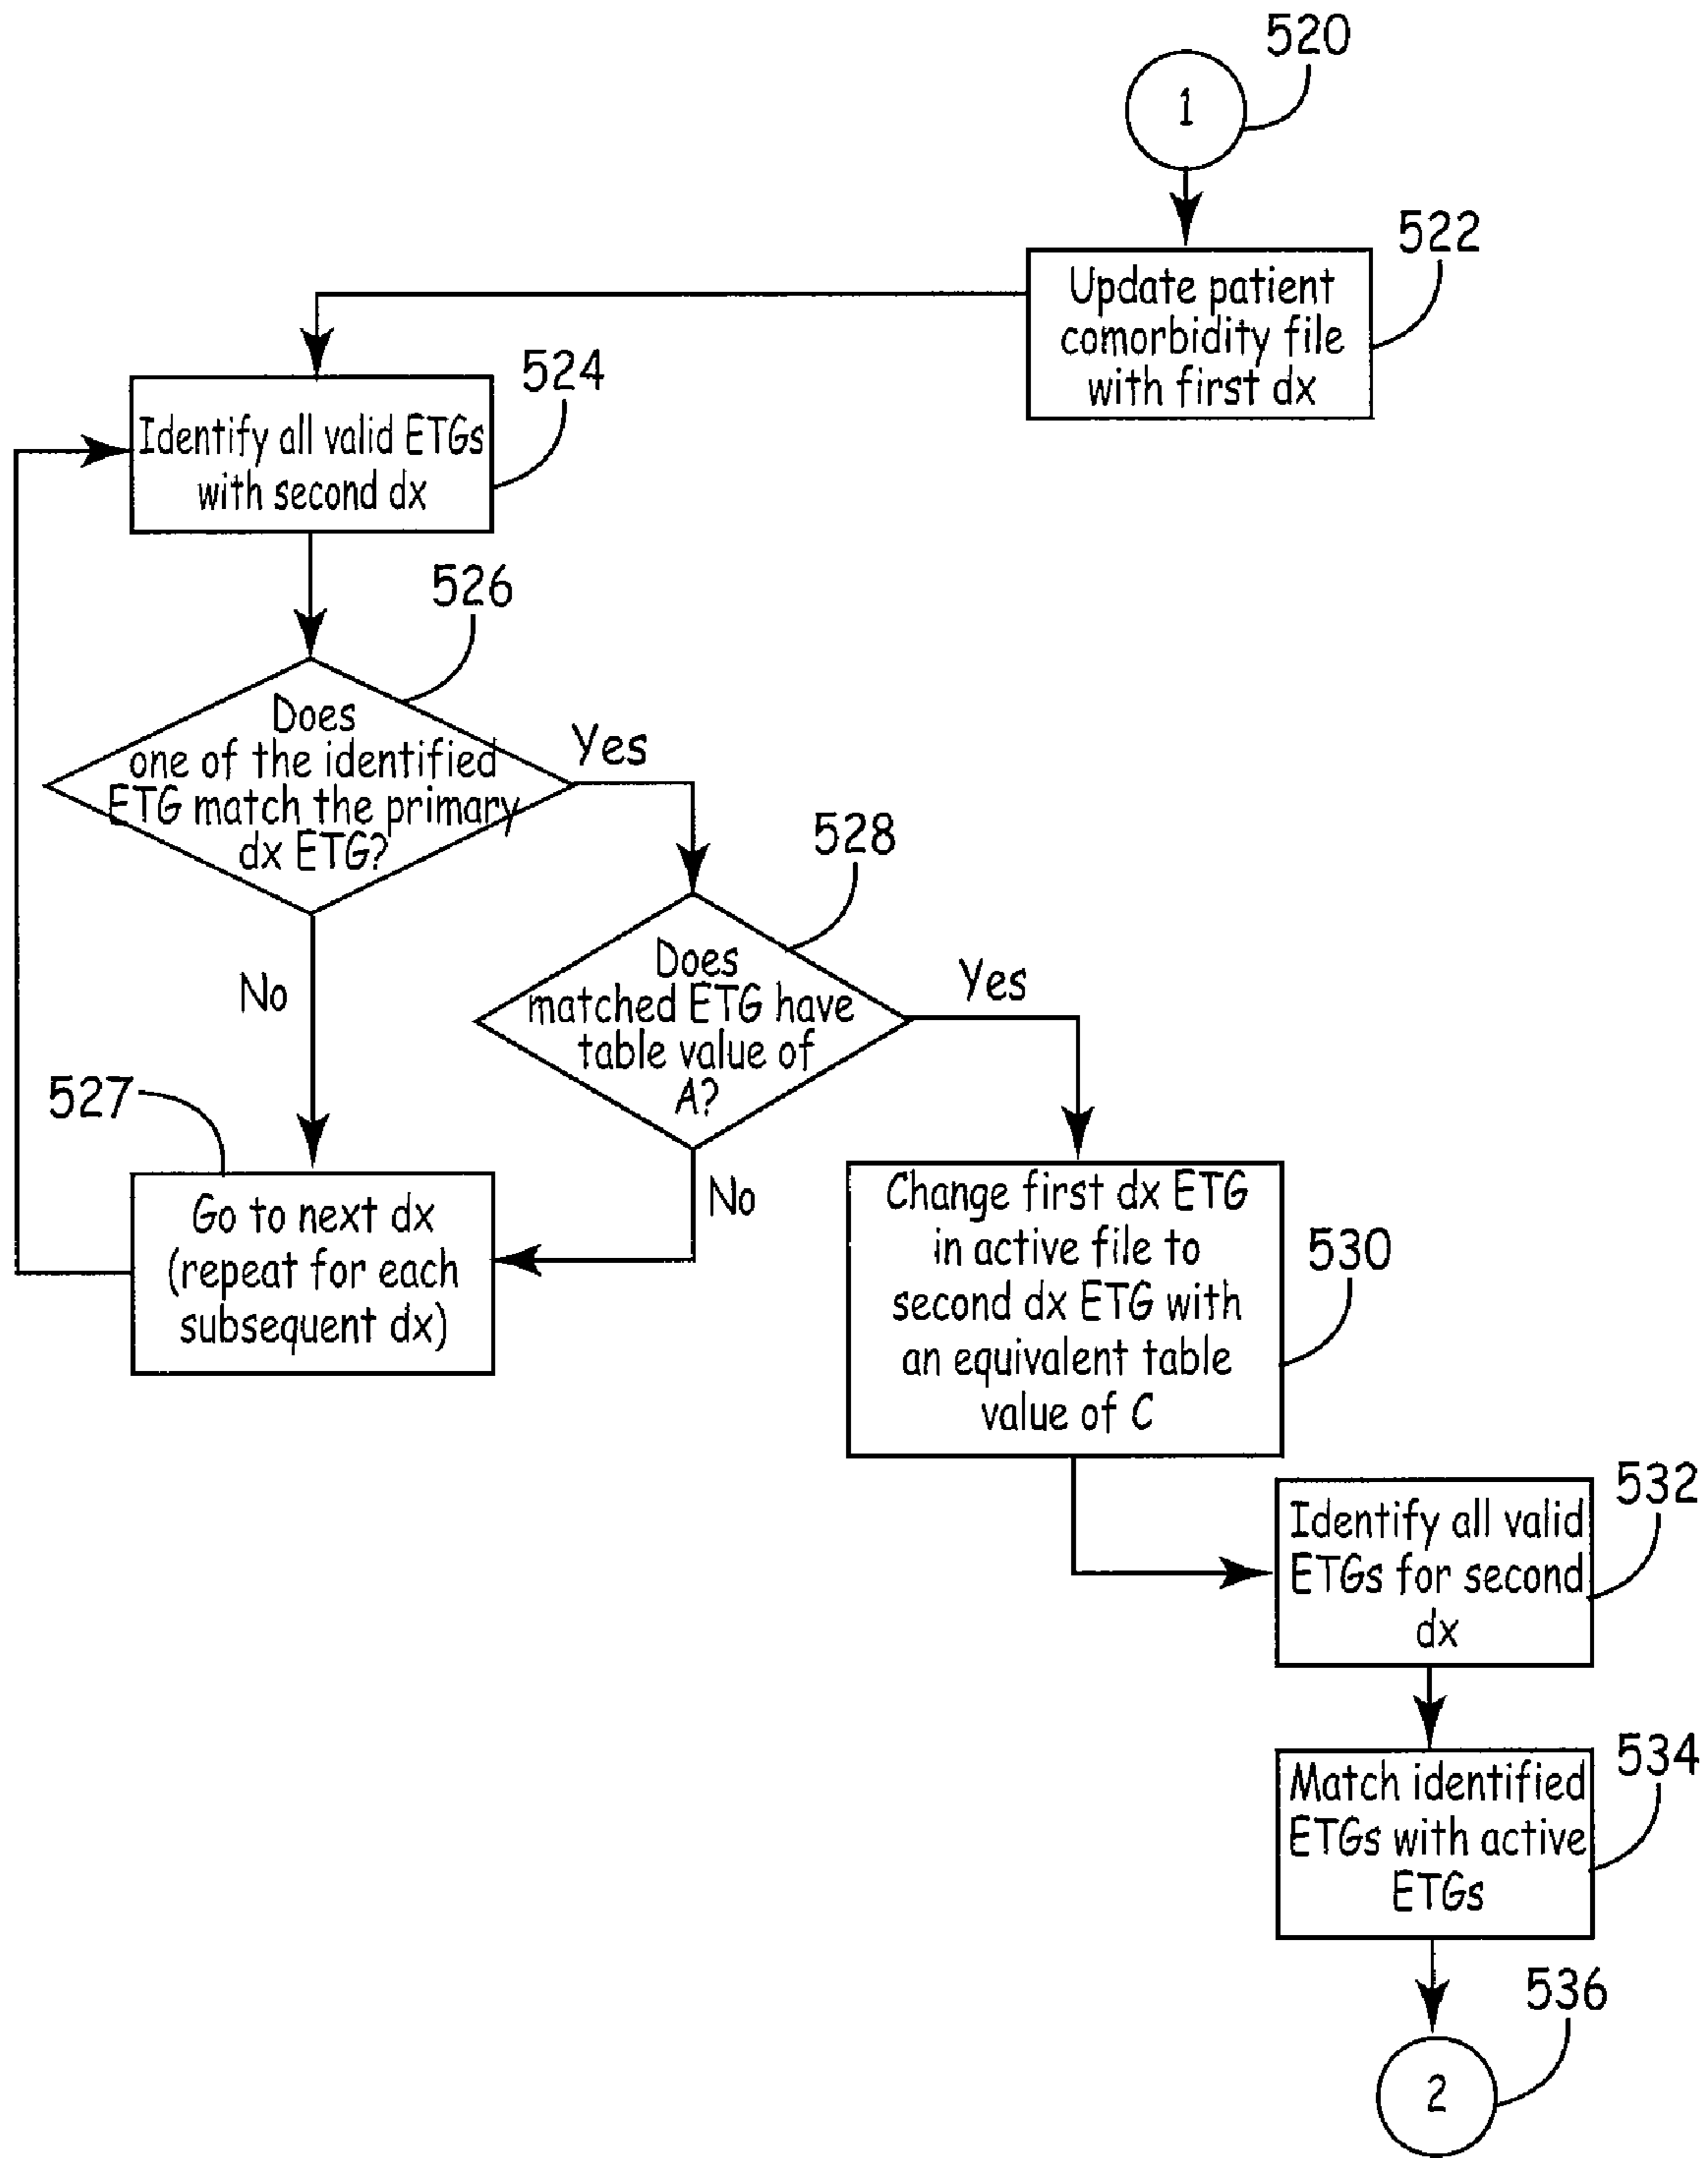 520
1
522
Update patient
comorbidity file
with first dx
524
Identify all valid ETGs
with second dx
526
Does
one of the identified
ETG match the primary
dx ETG?
Yes
No
528
Does
matched ETG have
table value of
A?
Yes
No
527
Go to next dx
(repeat for each
subsequent dx)
530
Change first dx ETG
in active file to
second dx ETG with
an equivalent table
value of C
532
Identify all valid
ETGs for second
dx
534
Match identified
ETGs with active
ETGs
536
2